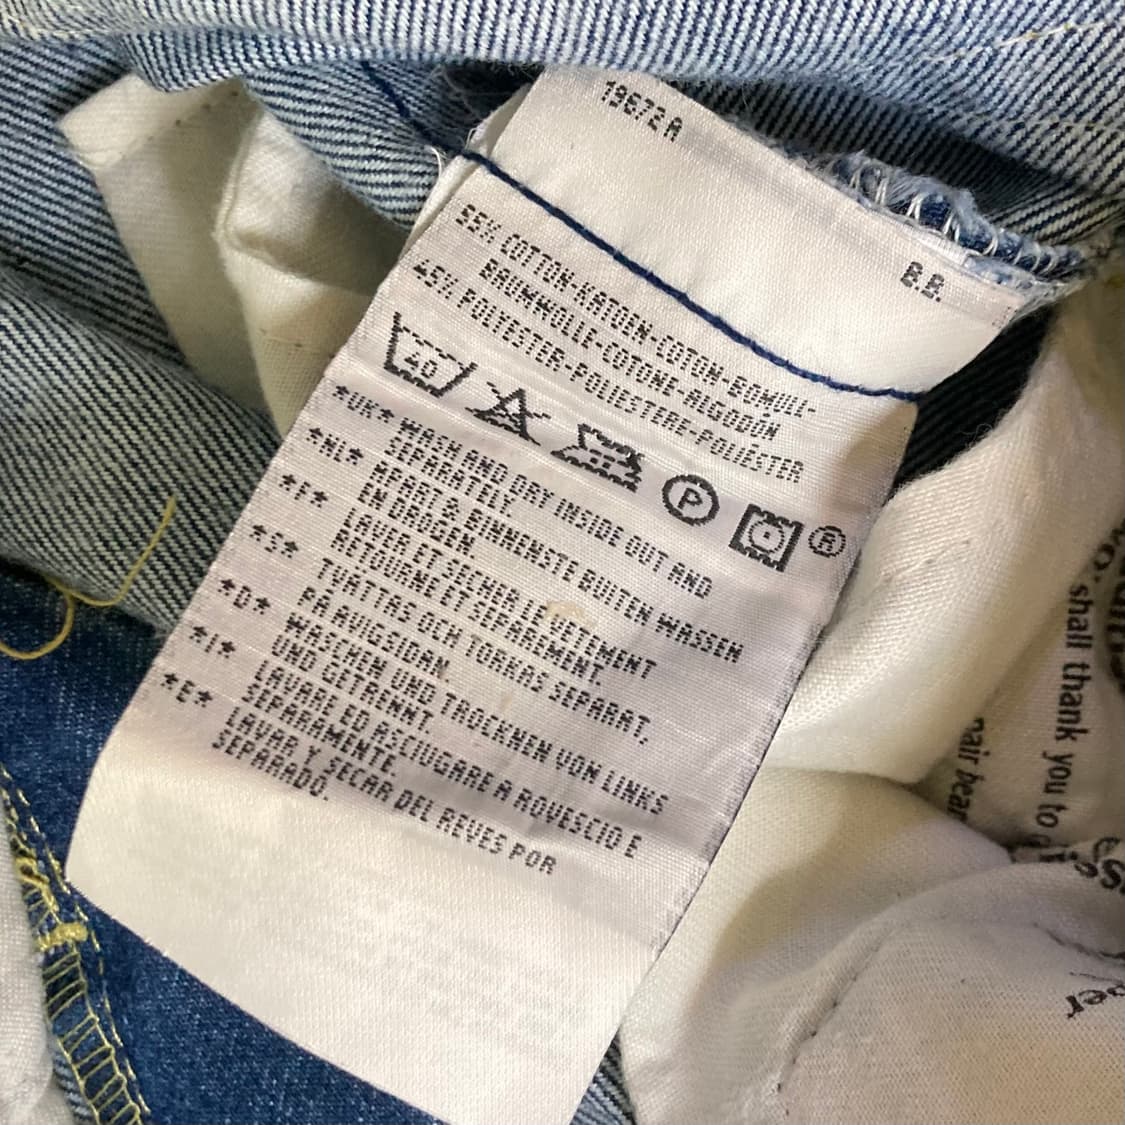 19672 A
B.B.
55% COTTON-KATOEN-COTON-BOMULL-
BAUMWOLLE-COTONE-ALGODÓN
45% POLYESTER-POLIESTERE-POLIÉSTER
40 P ®
*UK* WASH AND DRY INSIDE OUT AND
SEPARATELY.
*NL* APART & BINNENSTE BUITEN WASSEN
EN DROGEN.
*F* LAVER ET SECHER LE VETEMENT
RETOURNE ET SEPAREMENT.
*S* TVÄTTAS OCH TORKAS SEPARAT,
PÅ AVIGSIDAN
*D* WASCHEN UND TROCKNEN VON LINKS
UND GETRENNT.
*I* LAVARE ED ASCIUGARE A ROVESCIO E
SEPARAMENTE.
*E* LAVAR Y SECAR DEL REVES POR
SEPARADO.
shall thank you to